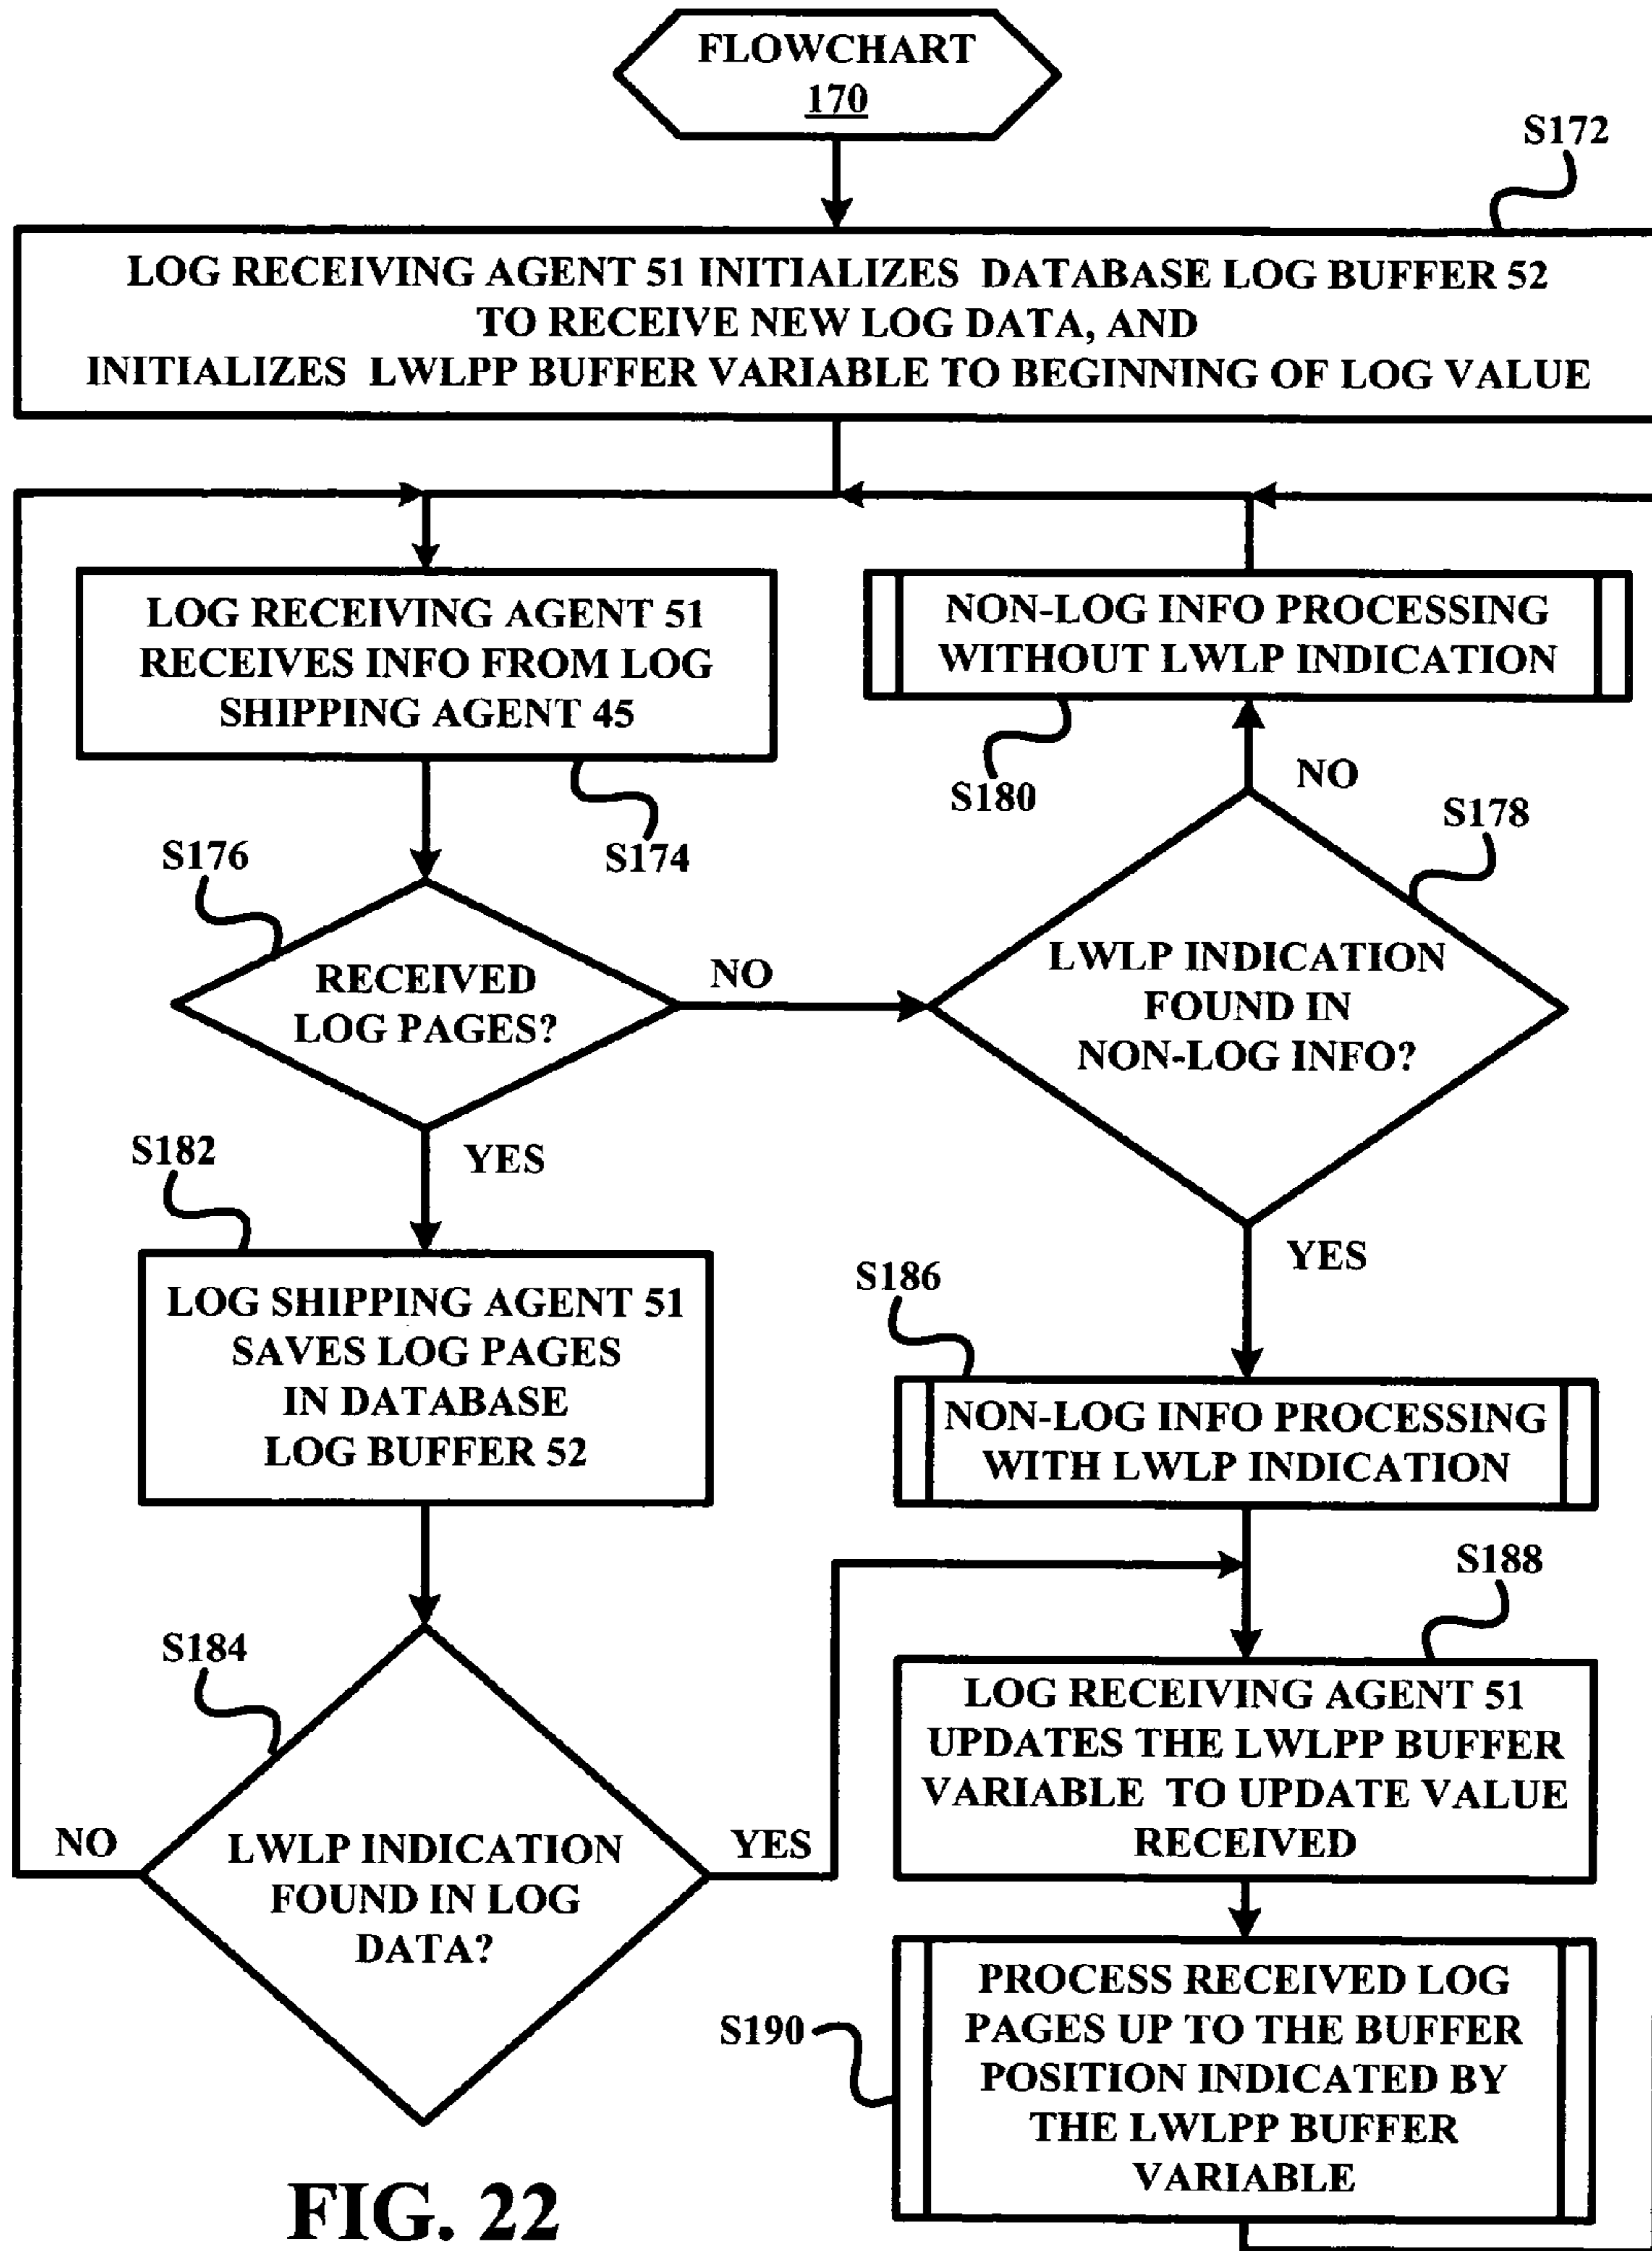 FLOWCHART
170
S172
LOG RECEIVING AGENT 51 INITIALIZES DATABASE LOG BUFFER 52
TO RECEIVE NEW LOG DATA, AND
INITIALIZES LWLPP BUFFER VARIABLE TO BEGINNING OF LOG VALUE
LOG RECEIVING AGENT 51
RECEIVES INFO FROM LOG
SHIPPING AGENT 45
S174
NON-LOG INFO PROCESSING
WITHOUT LWLP INDICATION
S180
NO
S178
S176
RECEIVED
LOG PAGES?
NO
LWLP INDICATION
FOUND IN
NON-LOG INFO?
YES
S182
LOG SHIPPING AGENT 51
SAVES LOG PAGES
IN DATABASE
LOG BUFFER 52
YES
S186
NON-LOG INFO PROCESSING
WITH LWLP INDICATION
S184
LWLP INDICATION
FOUND IN LOG
DATA?
NO
YES
S188
LOG RECEIVING AGENT 51
UPDATES THE LWLPP BUFFER
VARIABLE TO UPDATE VALUE
RECEIVED
S190
PROCESS RECEIVED LOG
PAGES UP TO THE BUFFER
POSITION INDICATED BY
THE LWLPP BUFFER
VARIABLE
FIG. 22